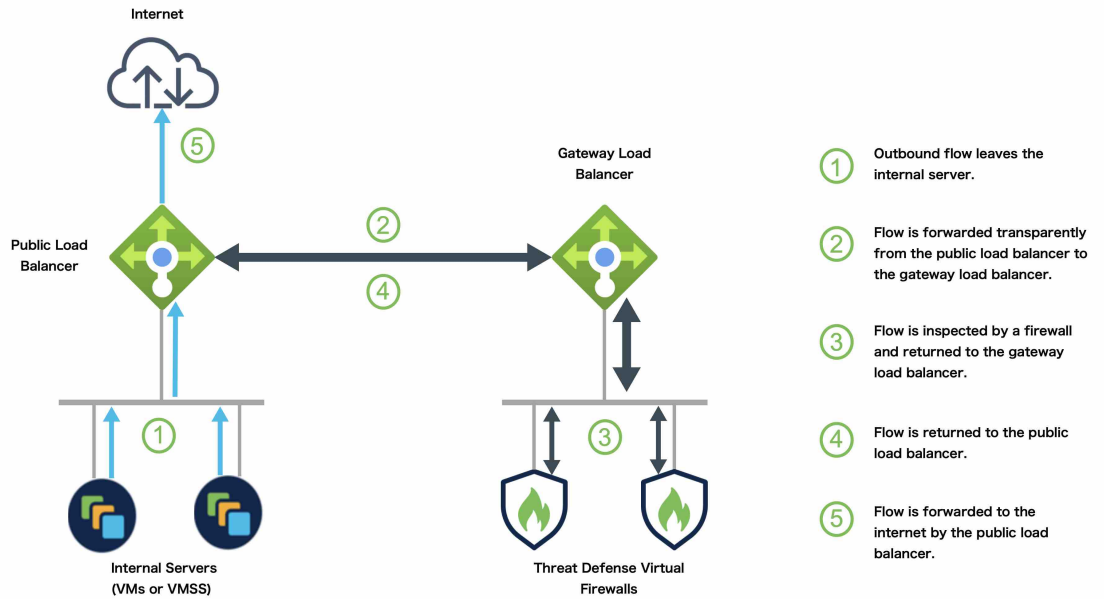 Internet
5
Gateway Load
Balancer
2
Public Load
Balancer
4
1
3
Internal Servers
(VMs or VMSS)
Threat Defense Virtual
Firewalls
1
Outbound flow leaves the
internal server.
2
Flow is forwarded transparently
from the public load balancer to
the gateway load balancer.
3
Flow is inspected by a firewall
and returned to the gateway
load balancer.
4
Flow is returned to the public
load balancer.
5
Flow is forwarded to the
internet by the public load
balancer.